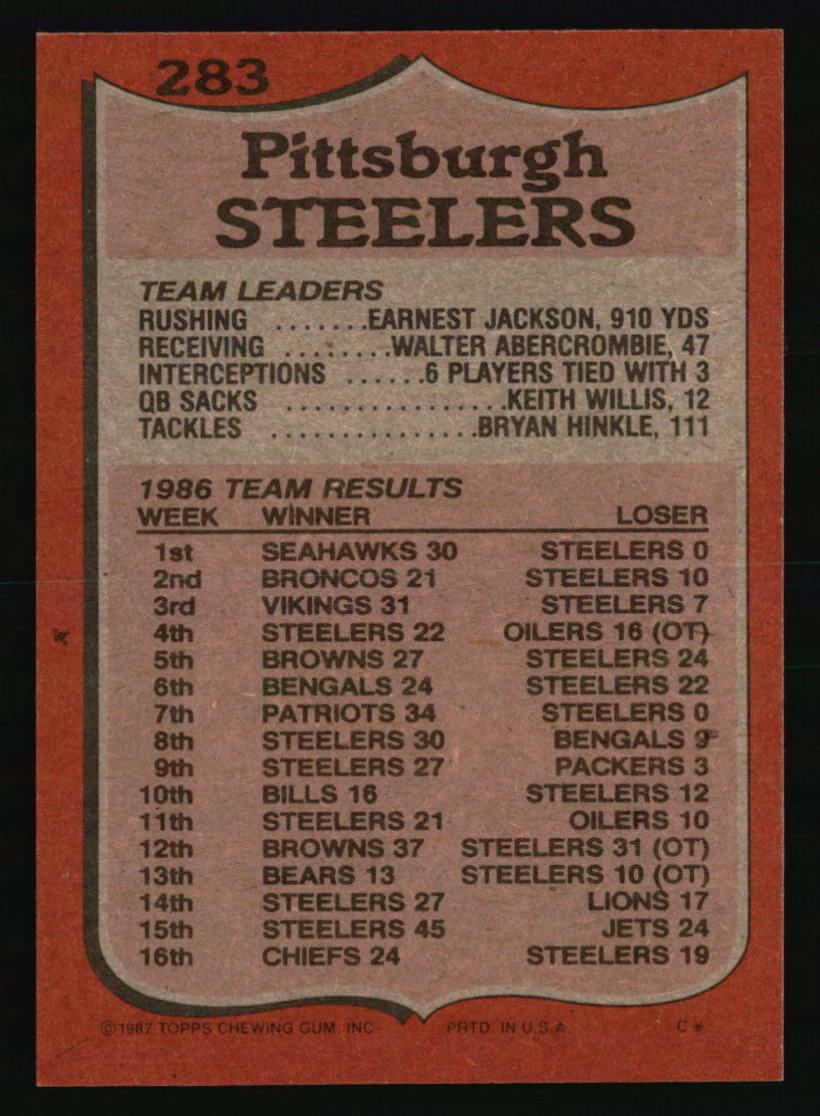 283
Pittsburgh
STEELERS
TEAM LEADERS
RUSHING .......EARNEST JACKSON, 910 YDS
RECEIVING ........WALTER ABERCROMBIE, 47
INTERCEPTIONS ......6 PLAYERS TIED WITH 3
QB SACKS .................KEITH WILLIS, 12
TACKLES ................BRYAN HINKLE, 111
1986 TEAM RESULTS
WEEK WINNER LOSER
1st SEAHAWKS 30 STEELERS 0
2nd BRONCOS 21 STEELERS 10
3rd VIKINGS 31 STEELERS 7
4th STEELERS 22 OILERS 16 (OT)
5th BROWNS 27 STEELERS 24
6th BENGALS 24 STEELERS 22
7th PATRIOTS 34 STEELERS 0
8th STEELERS 30 BENGALS 9
9th STEELERS 27 PACKERS 3
10th BILLS 16 STEELERS 12
11th STEELERS 21 OILERS 10
12th BROWNS 37 STEELERS 31 (OT)
13th BEARS 13 STEELERS 10 (OT)
14th STEELERS 27 LIONS 17
15th STEELERS 45 JETS 24
16th CHIEFS 24 STEELERS 19
©1987 TOPPS CHEWING GUM, INC. PRTD. IN U.S.A. C*